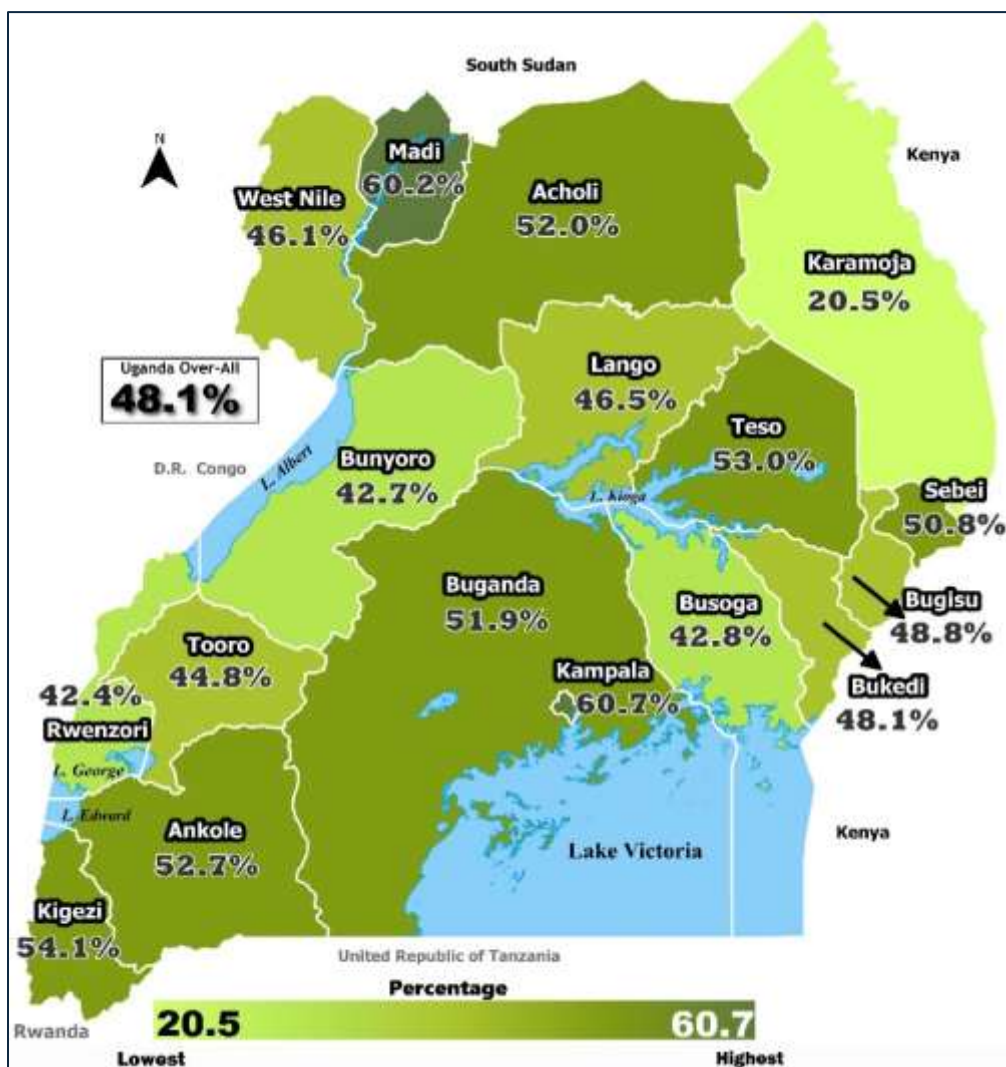 South Sudan
N
Kenya
Madi
60.2%
West Nile
46.1%
Acholi
52.0%
Karamoja
20.5%
Uganda Over-All
48.1%
Lango
46.5%
Teso
53.0%
D.R. Congo
L. Albert
Bunyoro
42.7%
L. Kioga
Sebei
50.8%
Buganda
51.9%
Busoga
42.8%
Bugisu
48.8%
Tooro
44.8%
Kampala
60.7%
Bukedi
48.1%
42.4%
Rwenzori
L. George
L. Edward
Ankole
52.7%
Lake Victoria
Kenya
Kigezi
54.1%
United Republic of Tanzania
Percentage
20.5
60.7
Rwanda
Lowest
Highest